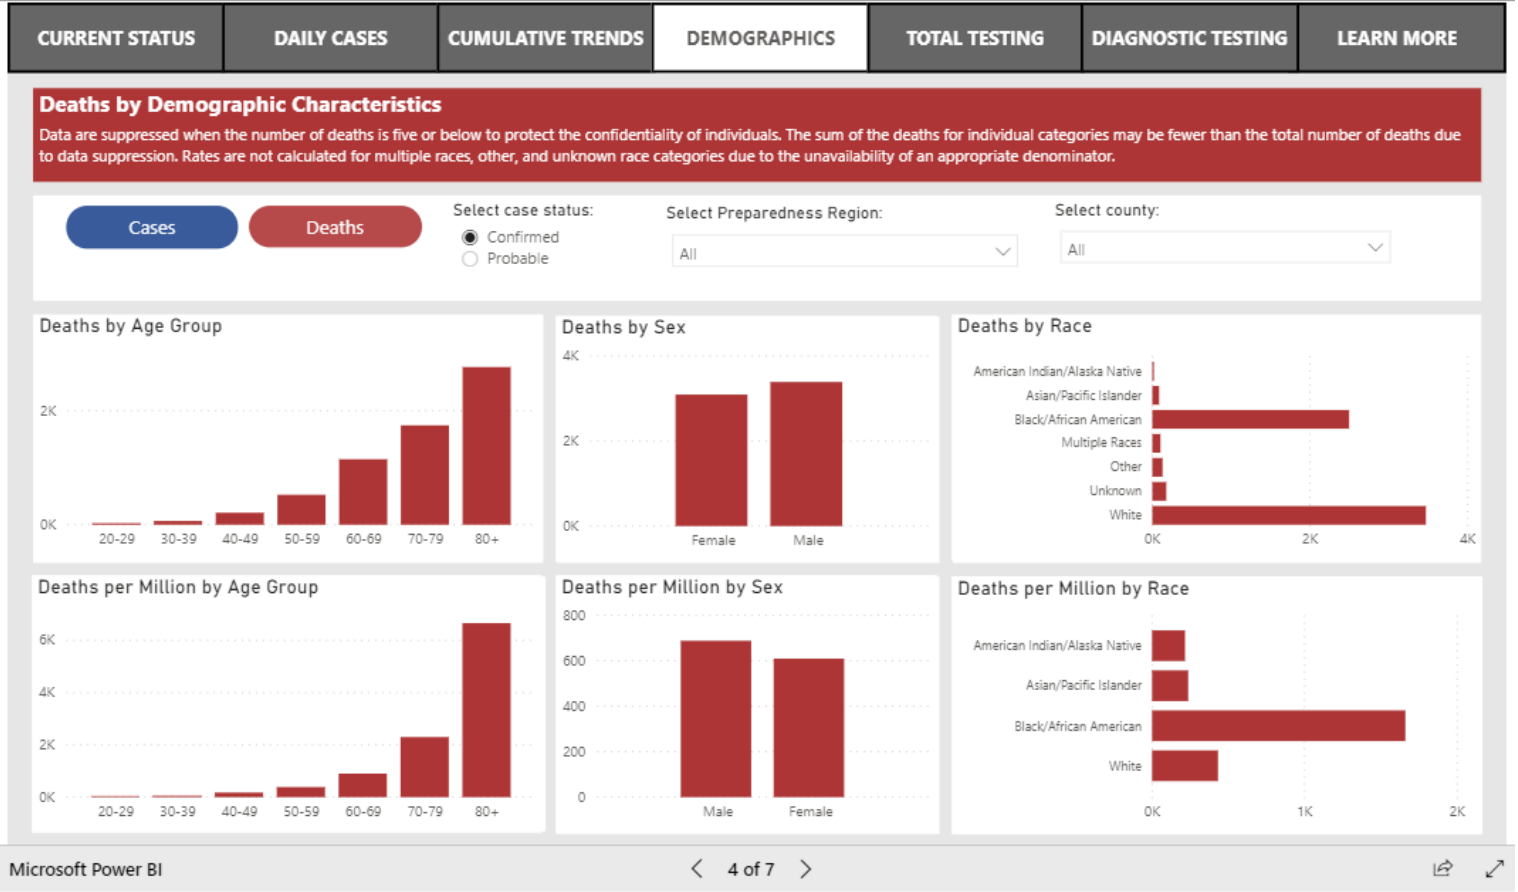 CURRENT STATUS
DAILY CASES
CUMULATIVE TRENDS
DEMOGRAPHICS
TOTAL TESTING
DIAGNOSTIC TESTING
LEARN MORE
Deaths by Demographic Characteristics
Data are suppressed when the number of deaths is five or below to protect the confidentiality of individuals. The sum of the deaths for individual categories may be fewer than the total number of deaths due
to data suppression. Rates are not calculated for multiple races, other, and unknown race categories due to the unavailability of an appropriate denominator.
Cases
Deaths
Select case status:
Confirmed
Probable
Select Preparedness Region:
All
Select county:
All
Deaths by Age Group
2K
0K
20-29 30-39 40-49 50-59 60-69 70-79 80+
Deaths by Sex
4K
2K
0K
Female Male
Deaths by Race
American Indian/Alaska Native
Asian/Pacific Islander
Black/African American
Multiple Races
Other
Unknown
White
0K 2K 4K
Deaths per Million by Age Group
6K
4K
2K
0K
20-29 30-39 40-49 50-59 60-69 70-79 80+
Deaths per Million by Sex
800
600
400
200
0
Male Female
Deaths per Million by Race
American Indian/Alaska Native
Asian/Pacific Islander
Black/African American
White
0K 1K 2K
Microsoft Power BI
4 of 7